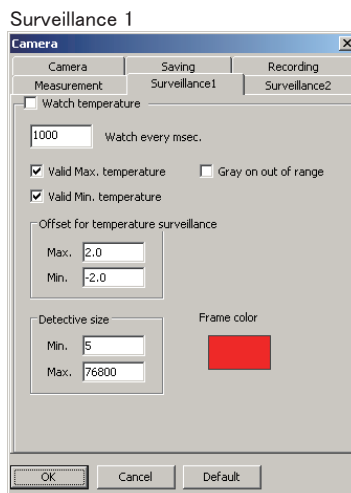 Surveillance 1
Camera
Camera Saving Recording
Measurement Surveillance1 Surveillance2
Watch temperature
1000 Watch every msec.
Valid Max. temperature Gray on out of range
Valid Min. temperature
Offset for temperature surveillance
Max. 2.0
Min. -2.0
Detective size Frame color
Min. 5
Max. 76800
OK Cancel Default